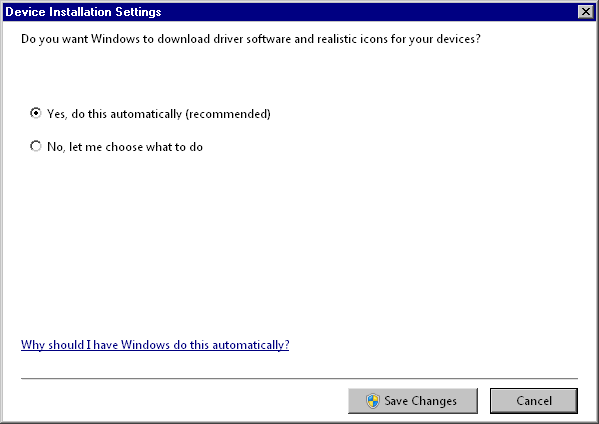 Device Installation Settings
Do you want Windows to download driver software and realistic icons for your devices?
Yes, do this automatically (recommended)
No, let me choose what to do
Why should I have Windows do this automatically?
Save Changes
Cancel